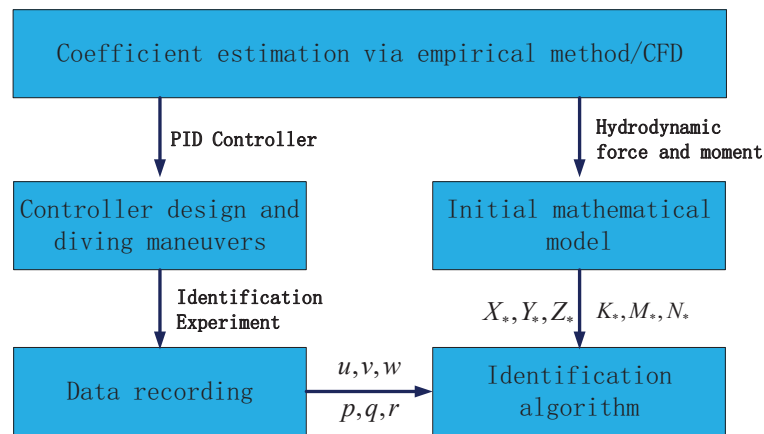 Coefficient estimation via empirical method/CFD
PID Controller
Hydrodynamic
force and moment
Controller design and
diving maneuvers
Initial mathematical
model
Identification
Experiment
X*, Y*, Z*
K*, M*, N*
Data recording
u, v, w
p, q, r
Identification
algorithm